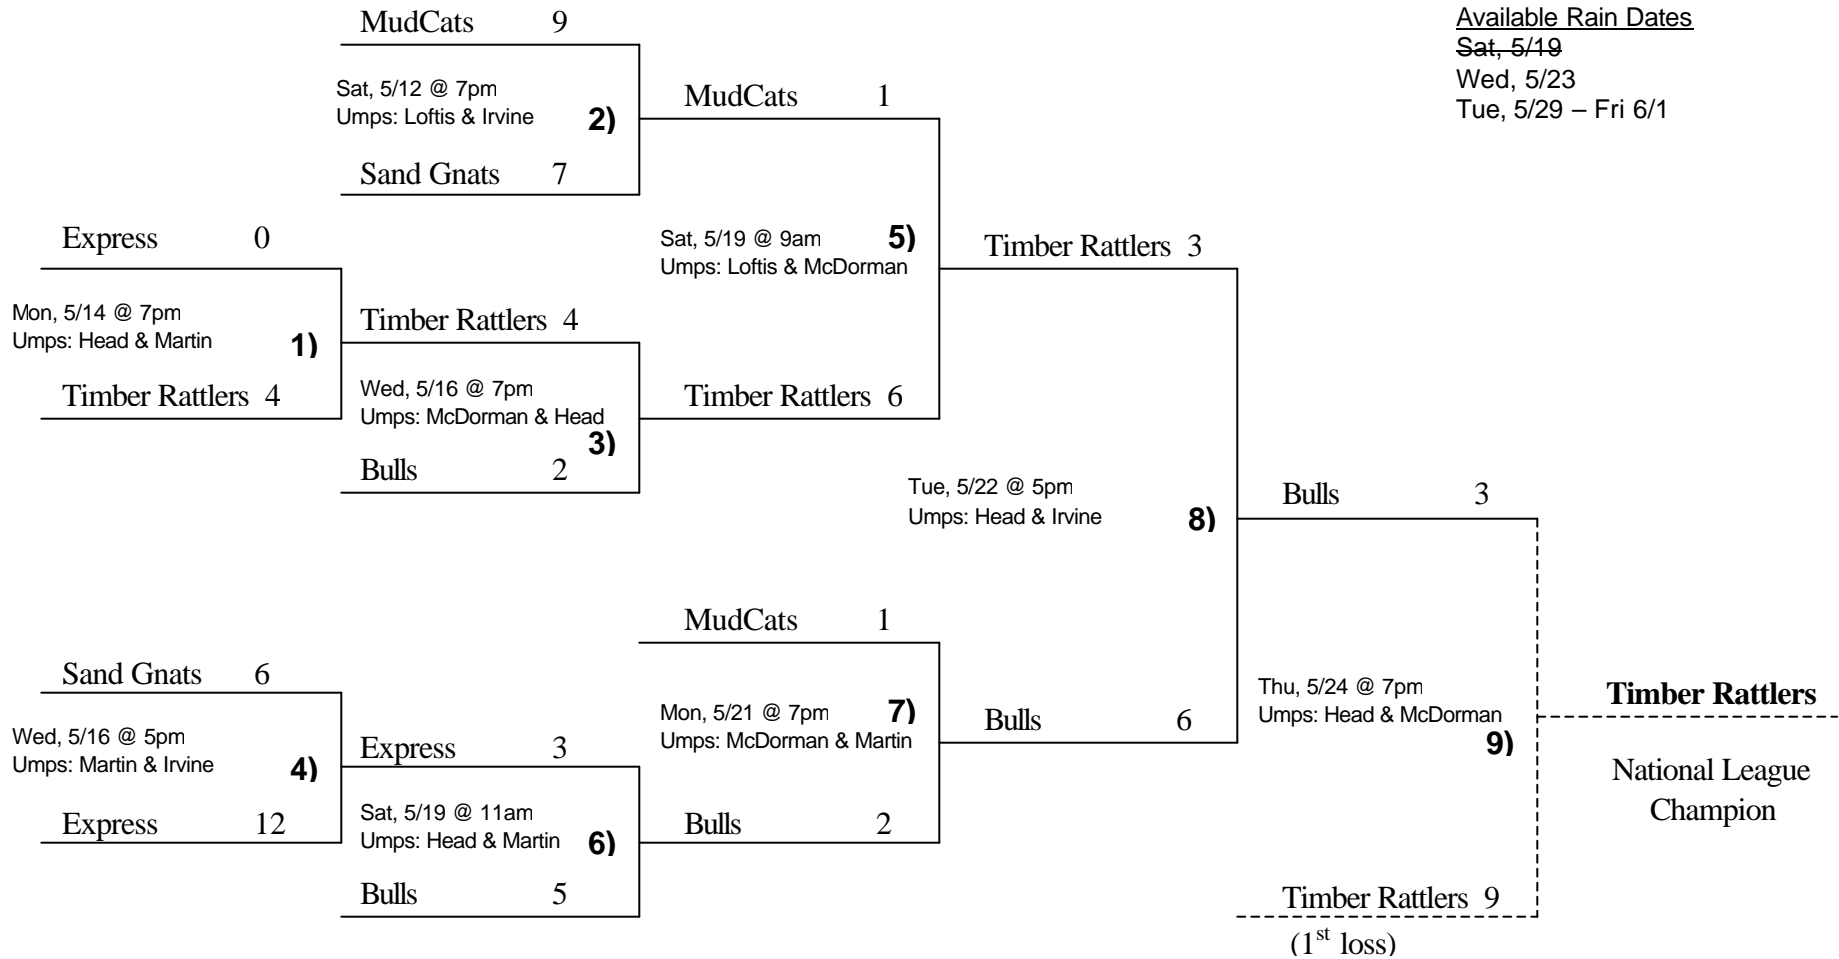 MudCats 9
Sat, 5/12 @ 7pm
Umps: Loftis & Irvine
2)
Sand Gnats 7
Available Rain Dates
Sat, 5/19
Wed, 5/23
Tue, 5/29 – Fri 6/1
Express 0
Mon, 5/14 @ 7pm
Umps: Head & Martin
1)
Timber Rattlers 4
Timber Rattlers 4
Wed, 5/16 @ 7pm
Umps: McDorman & Head
3)
Bulls 2
MudCats 1
Sat, 5/19 @ 9am
Umps: Loftis & McDorman
5)
Timber Rattlers 6
Timber Rattlers 3
Tue, 5/22 @ 5pm
Umps: Head & Irvine
8)
Bulls 6
Sand Gnats 6
Wed, 5/16 @ 5pm
Umps: Martin & Irvine
4)
Express 12
Express 3
Sat, 5/19 @ 11am
Umps: Head & Martin
6)
Bulls 5
MudCats 1
Mon, 5/21 @ 7pm
Umps: McDorman & Martin
7)
Bulls 2
Bulls 3
Thu, 5/24 @ 7pm
Umps: Head & McDorman
9)
Timber Rattlers 9
(1st loss)
Timber Rattlers
National League
Champion